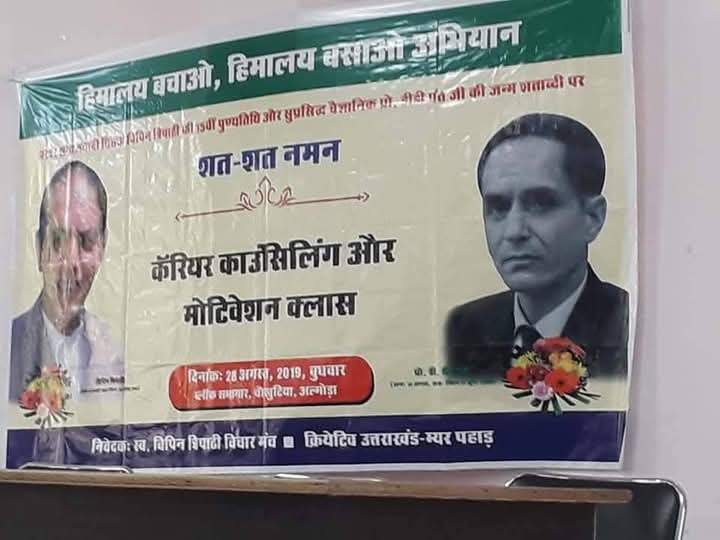 हिमालय बचाओ, हिमालय बसाओ अभियान
विपिन त्रिपाठी की 15वीं पुण्यतिथि और सुप्रसिद्ध वैज्ञानिक प्रो. डीडी पंत जी की जन्म शताब्दी पर
शत-शत नमन
कॅरियर काउंसिलिंग और
मोटिवेशन क्लास
दिनांक: 28 अगस्त, 2019, बुधवार
ब्लॉक सभागार, चौखुटिया, अल्मोड़ा
प्रो. डी. डी.
निवेदक: स्व. विपिन त्रिपाठी विचार मंच ■ क्रियेटिव उत्तराखंड-म्यर पहाड़